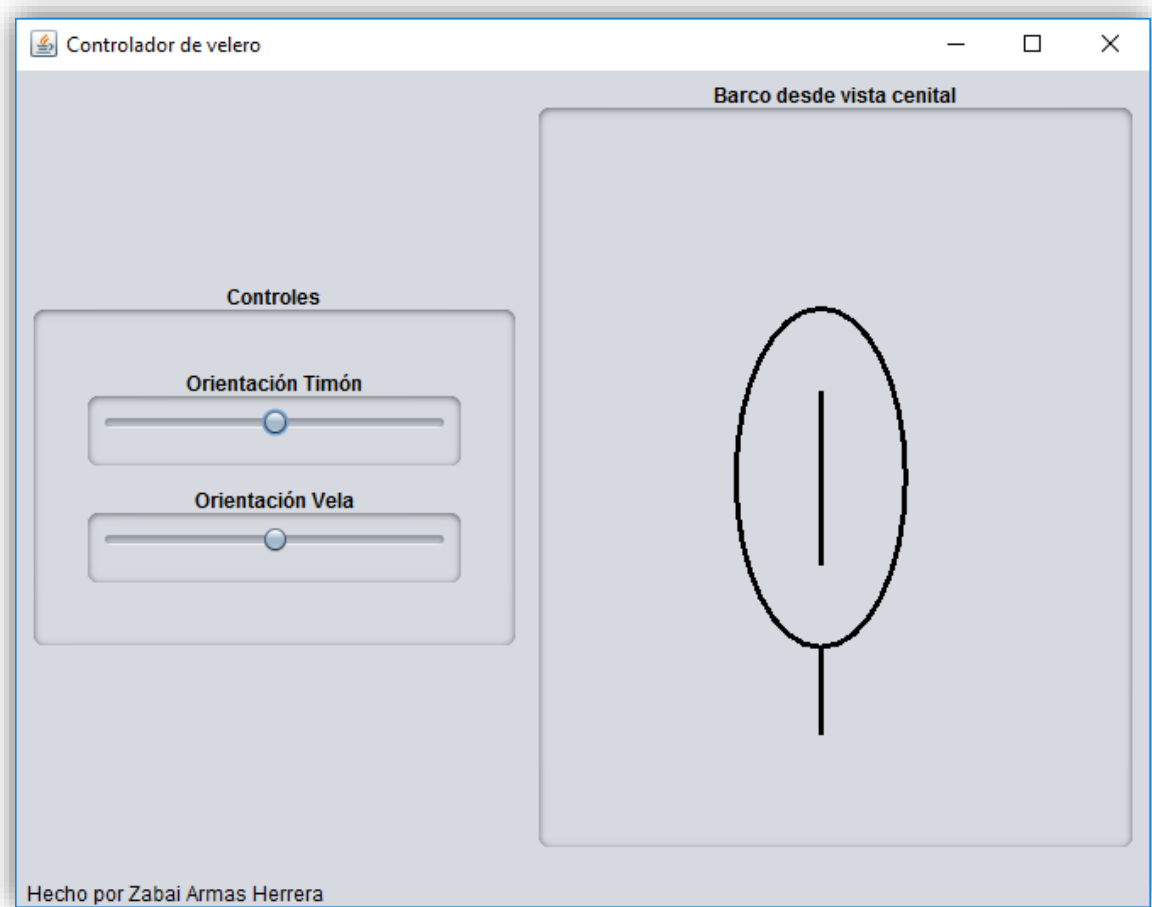 Controlador de velero
Barco desde vista cenital
Controles
Orientación Timón
Orientación Vela
Hecho por Zabai Armas Herrera